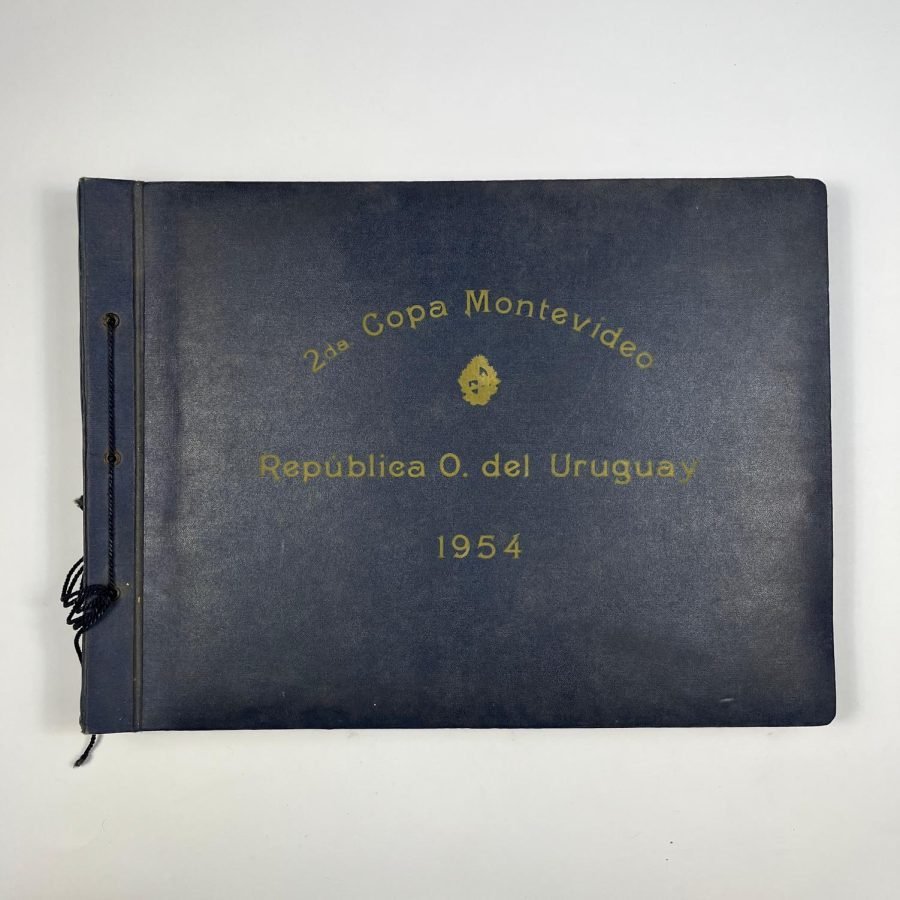 2da Copa Montevideo
República O. del Uruguay
1954